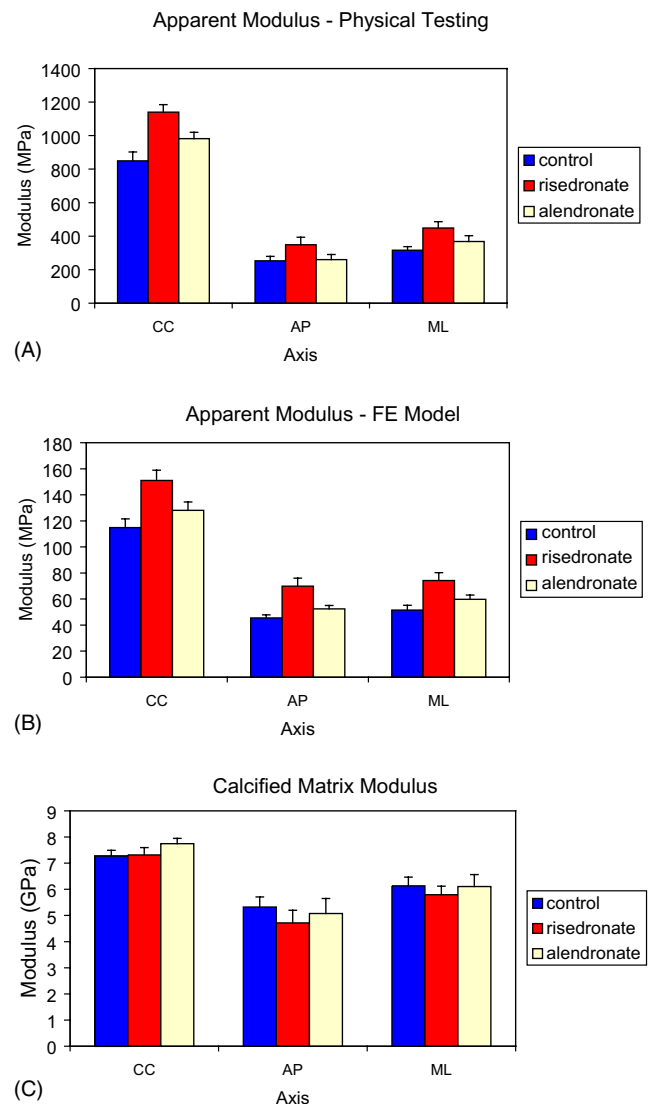 Apparent Modulus - Physical Testing
1400
1200
1000
800
600
400
200
0
Modulus (MPa)
CC AP ML
Axis
control
risedronate
alendronate
(A)
Apparent Modulus - FE Model
180
160
140
120
100
80
60
40
20
0
Modulus (MPa)
CC AP ML
Axis
control
risedronate
alendronate
(B)
Calcified Matrix Modulus
9
8
7
6
5
4
3
2
1
0
Modulus (GPa)
CC AP ML
Axis
control
risedronate
alendronate
(C)